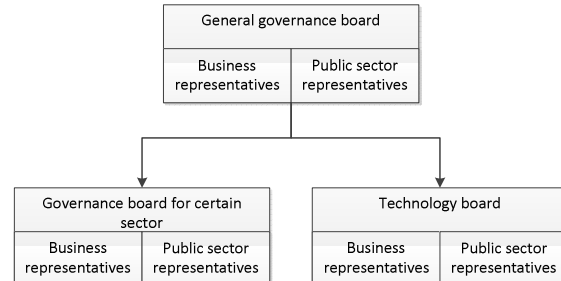 General governance board
Business
representatives
Public sector
representatives
Governance board for certain
sector
Business
representatives
Public sector
representatives
Technology board
Business
representatives
Public sector
representatives